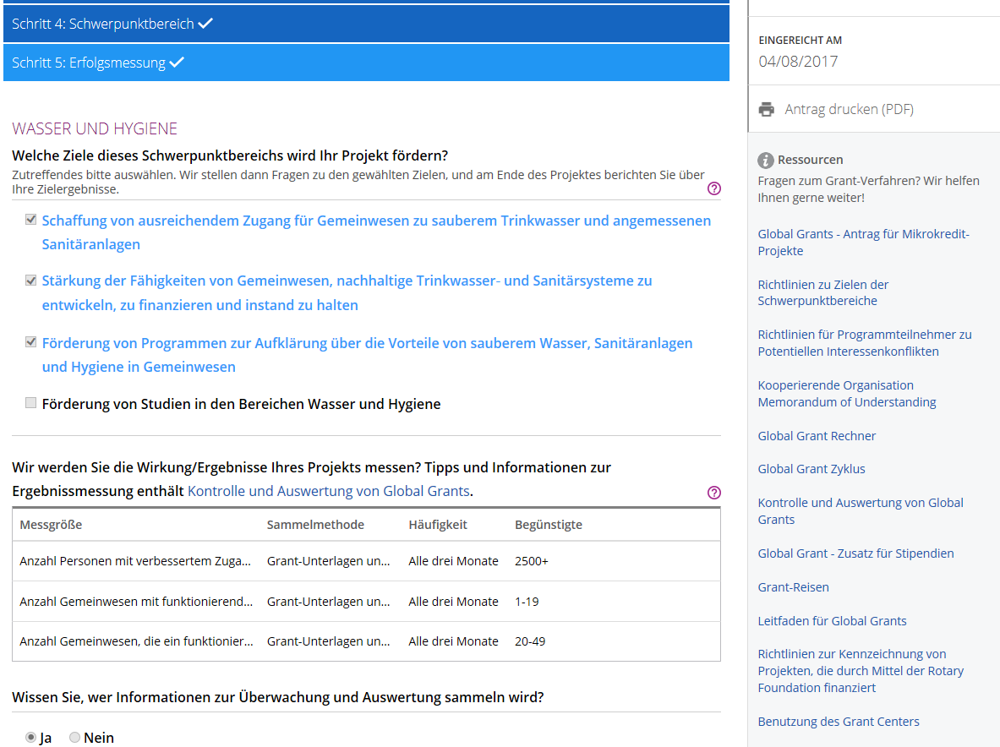 Schritt 4: Schwerpunktbereich
Schritt 5: Erfolgsmessung
WASSER UND HYGIENE
Welche Ziele dieses Schwerpunktbereichs wird Ihr Projekt fördern?
Zutreffendes bitte auswählen. Wir stellen dann Fragen zu den gewählten Zielen, und am Ende des Projektes berichten Sie über
Ihre Zielergebnisse.
Schaffung von ausreichendem Zugang für Gemeinwesen zu sauberem Trinkwasser und angemessenen
Sanitäranlagen
Stärkung der Fähigkeiten von Gemeinwesen, nachhaltige Trinkwasser- und Sanitärsysteme zu
entwickeln, zu finanzieren und instand zu halten
Förderung von Programmen zur Aufklärung über die Vorteile von sauberem Wasser, Sanitäranlagen
und Hygiene in Gemeinwesen
Förderung von Studien in den Bereichen Wasser und Hygiene
Wir werden Sie die Wirkung/Ergebnisse Ihres Projekts messen? Tipps und Informationen zur
Ergebnissmessung enthält Kontrolle und Auswertung von Global Grants.
Messgröße Sammelmethode Häufigkeit Begünstigte
Anzahl Personen mit verbessertem Zuga... Grant-Unterlagen un... Alle drei Monate 2500+
Anzahl Gemeinwesen mit funktionierend... Grant-Unterlagen un... Alle drei Monate 1-19
Anzahl Gemeinwesen, die ein funktionier... Grant-Unterlagen un... Alle drei Monate 20-49
Wissen Sie, wer Informationen zur Überwachung und Auswertung sammeln wird?
Ja Nein
EINGEREICHT AM
04/08/2017
Antrag drucken (PDF)
Ressourcen
Fragen zum Grant-Verfahren? Wir helfen
Ihnen gerne weiter!
Global Grants - Antrag für Mikrokredit-
Projekte
Richtlinien zu Zielen der
Schwerpunktbereiche
Richtlinien für Programmteilnehmer zu
Potentiellen Interessenkonflikten
Kooperierende Organisation
Memorandum of Understanding
Global Grant Rechner
Global Grant Zyklus
Kontrolle und Auswertung von Global
Grants
Global Grant - Zusatz für Stipendien
Grant-Reisen
Leitfaden für Global Grants
Richtlinien zur Kennzeichnung von
Projekten, die durch Mittel der Rotary
Foundation finanziert
Benutzung des Grant Centers